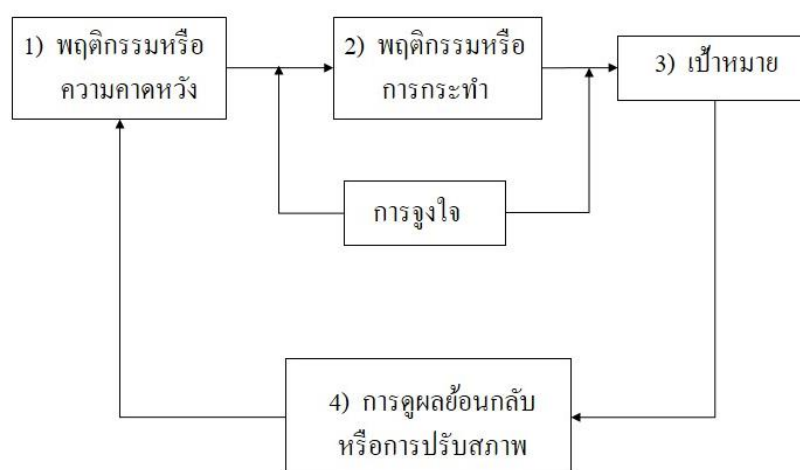 1) พฤติกรรมหรือ
ความคาดหวัง
2) พฤติกรรมหรือ
การกระทำ
3) เป้าหมาย
การจูงใจ
4) การดูผลย้อนกลับ
หรือการปรับสภาพ